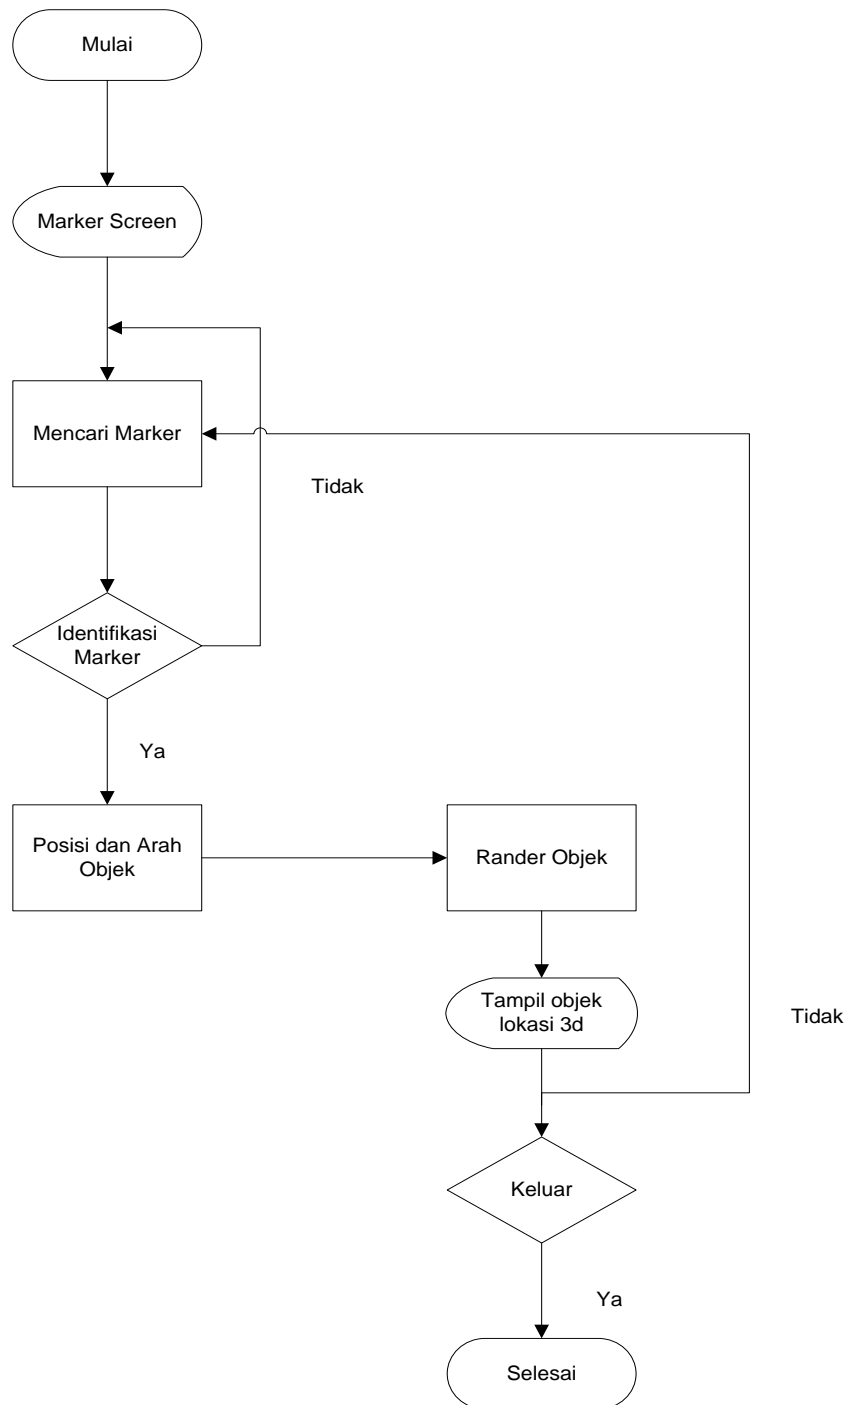 Mulai
Marker Screen
Mencari Marker
Tidak
Identifikasi
Marker
Ya
Posisi dan Arah
Objek
Rander Objek
Tampil objek
lokasi 3d
Tidak
Keluar
Ya
Selesai